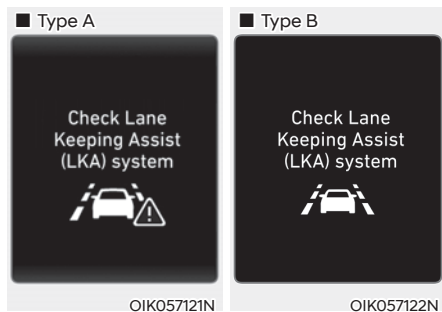 ■ Type A
Check Lane
Keeping Assist
(LKA) system
OIK057121N
■ Type B
Check Lane
Keeping Assist
(LKA) system
OIK057122N